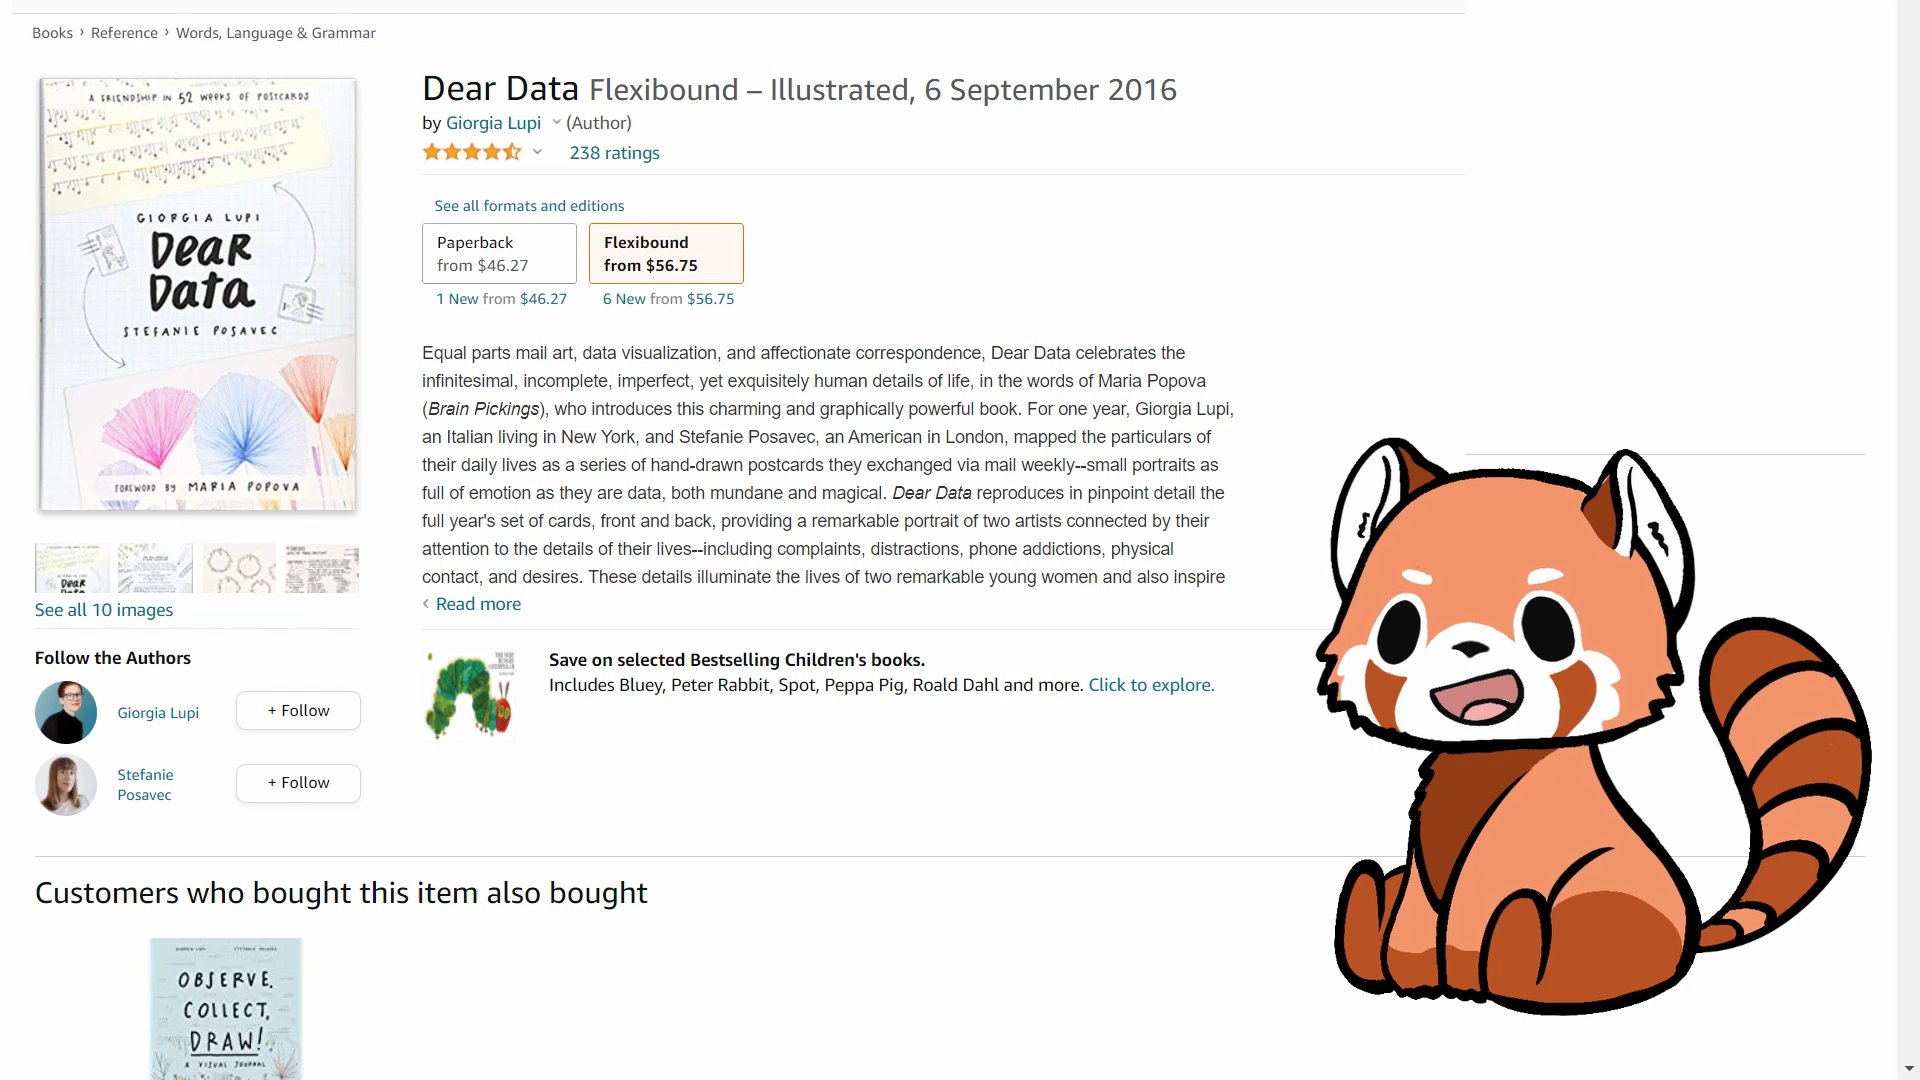 Books › Reference › Words, Language & Grammar
A FRIENDSHIP IN 52 WEEKS OF POSTCARDS
GIORGIA LUPI
Dear
Data
STEFANIE POSAVEC
FOREWORD BY MARIA POPOVA
See all 10 images
Follow the Authors
Giorgia Lupi
+ Follow
Stefanie
Posavec
+ Follow
Dear Data Flexibound – Illustrated, 6 September 2016
by Giorgia Lupi (Author)
238 ratings
See all formats and editions
Paperback
from $46.27
1 New from $46.27
Flexibound
from $56.75
6 New from $56.75
Equal parts mail art, data visualization, and affectionate correspondence, Dear Data celebrates the
infinitesimal, incomplete, imperfect, yet exquisitely human details of life, in the words of Maria Popova
(Brain Pickings), who introduces this charming and graphically powerful book. For one year, Giorgia Lupi,
an Italian living in New York, and Stefanie Posavec, an American in London, mapped the particulars of
their daily lives as a series of hand-drawn postcards they exchanged via mail weekly--small portraits as
full of emotion as they are data, both mundane and magical. Dear Data reproduces in pinpoint detail the
full year's set of cards, front and back, providing a remarkable portrait of two artists connected by their
attention to the details of their lives--including complaints, distractions, phone addictions, physical
contact, and desires. These details illuminate the lives of two remarkable young women and also inspire
‹ Read more
Save on selected Bestselling Children's books.
Includes Bluey, Peter Rabbit, Spot, Peppa Pig, Roald Dahl and more. Click to explore.
Customers who bought this item also bought
OBSERVE,
COLLECT,
DRAW!
A VISUAL JOURNAL